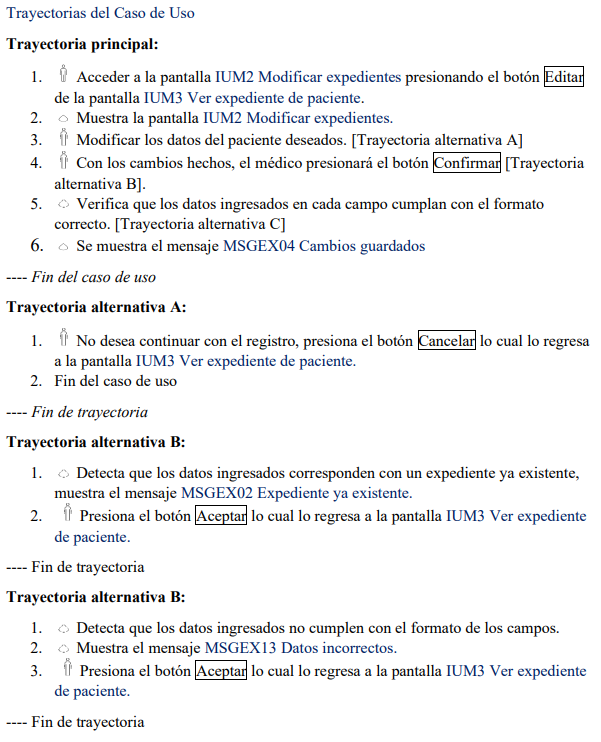 Trayectorias del Caso de Uso
Trayectoria principal:
1. Acceder a la pantalla IUM2 Modificar expedientes presionando el botón Editar
de la pantalla IUM3 Ver expediente de paciente.
2. Muestra la pantalla IUM2 Modificar expedientes.
3. Modificar los datos del paciente deseados. [Trayectoria alternativa A]
4. Con los cambios hechos, el médico presionará el botón Confirmar [Trayectoria
alternativa B].
5. Verifica que los datos ingresados en cada campo cumplan con el formato
correcto. [Trayectoria alternativa C]
6. Se muestra el mensaje MSGEX04 Cambios guardados
---- Fin del caso de uso
Trayectoria alternativa A:
1. No desea continuar con el registro, presiona el botón Cancelar lo cual lo regresa
a la pantalla IUM3 Ver expediente de paciente.
2. Fin del caso de uso
---- Fin de trayectoria
Trayectoria alternativa B:
1. Detecta que los datos ingresados corresponden con un expediente ya existente,
muestra el mensaje MSGEX02 Expediente ya existente.
2. Presiona el botón Aceptar lo cual lo regresa a la pantalla IUM3 Ver expediente
de paciente.
---- Fin de trayectoria
Trayectoria alternativa B:
1. Detecta que los datos ingresados no cumplen con el formato de los campos.
2. Muestra el mensaje MSGEX13 Datos incorrectos.
3. Presiona el botón Aceptar lo cual lo regresa a la pantalla IUM3 Ver expediente
de paciente.
---- Fin de trayectoria